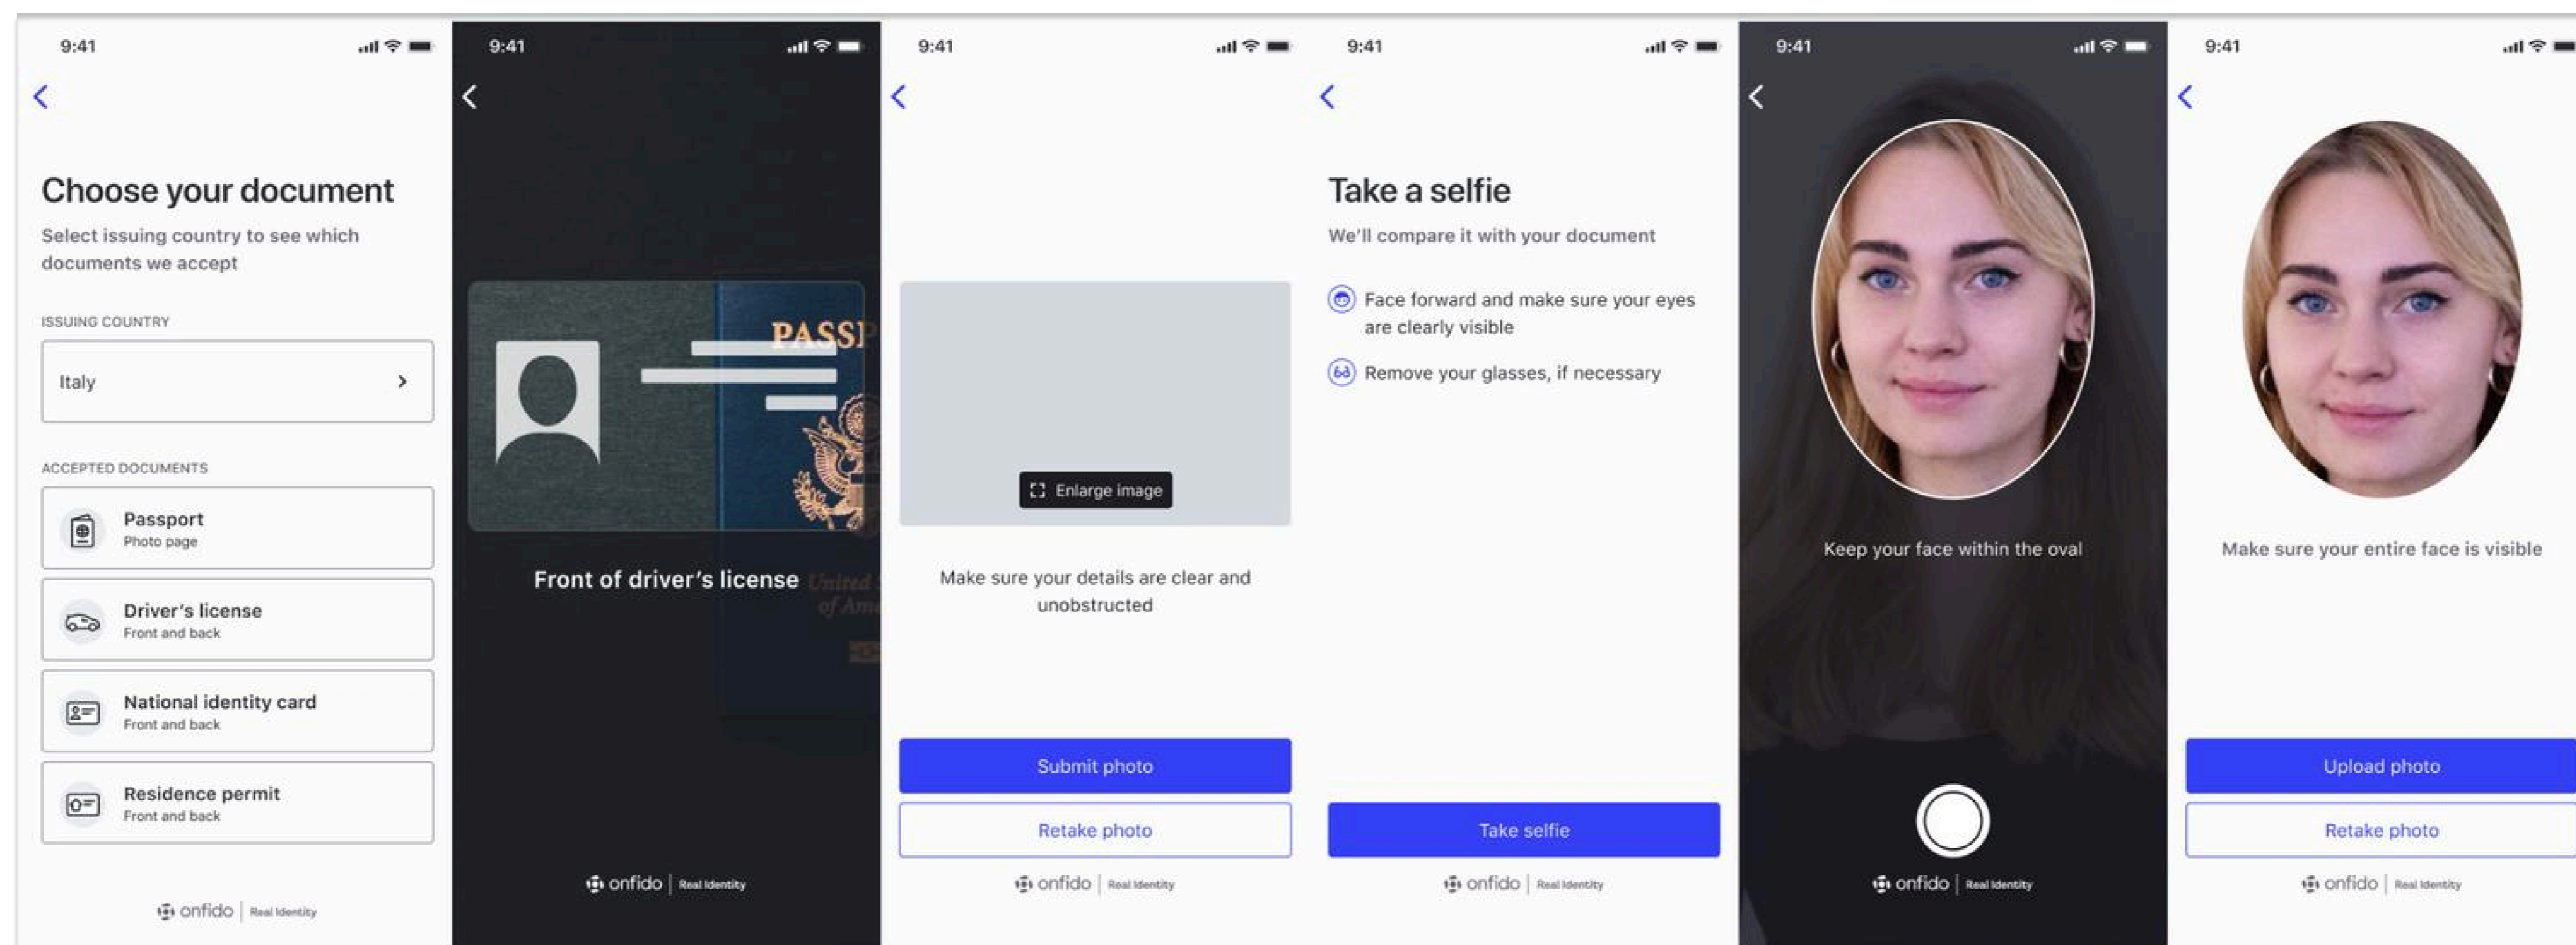 9:41
Choose your document
Select issuing country to see which
documents we accept
ISSUING COUNTRY
Italy
ACCEPTED DOCUMENTS
Passport
Photo page
Driver's license
Front and back
National identity card
Front and back
Residence permit
Front and back
onfido | Real Identity
9:41
PASSP
Front of driver's license
United S
of Ame
onfido | Real Identity
9:41
Enlarge image
Make sure your details are clear and
unobstructed
Submit photo
Retake photo
onfido | Real Identity
9:41
Take a selfie
We'll compare it with your document
Face forward and make sure your eyes
are clearly visible
Remove your glasses, if necessary
Take selfie
onfido | Real Identity
9:41
Keep your face within the oval
onfido | Real Identity
9:41
Make sure your entire face is visible
Upload photo
Retake photo
onfido | Real Identity